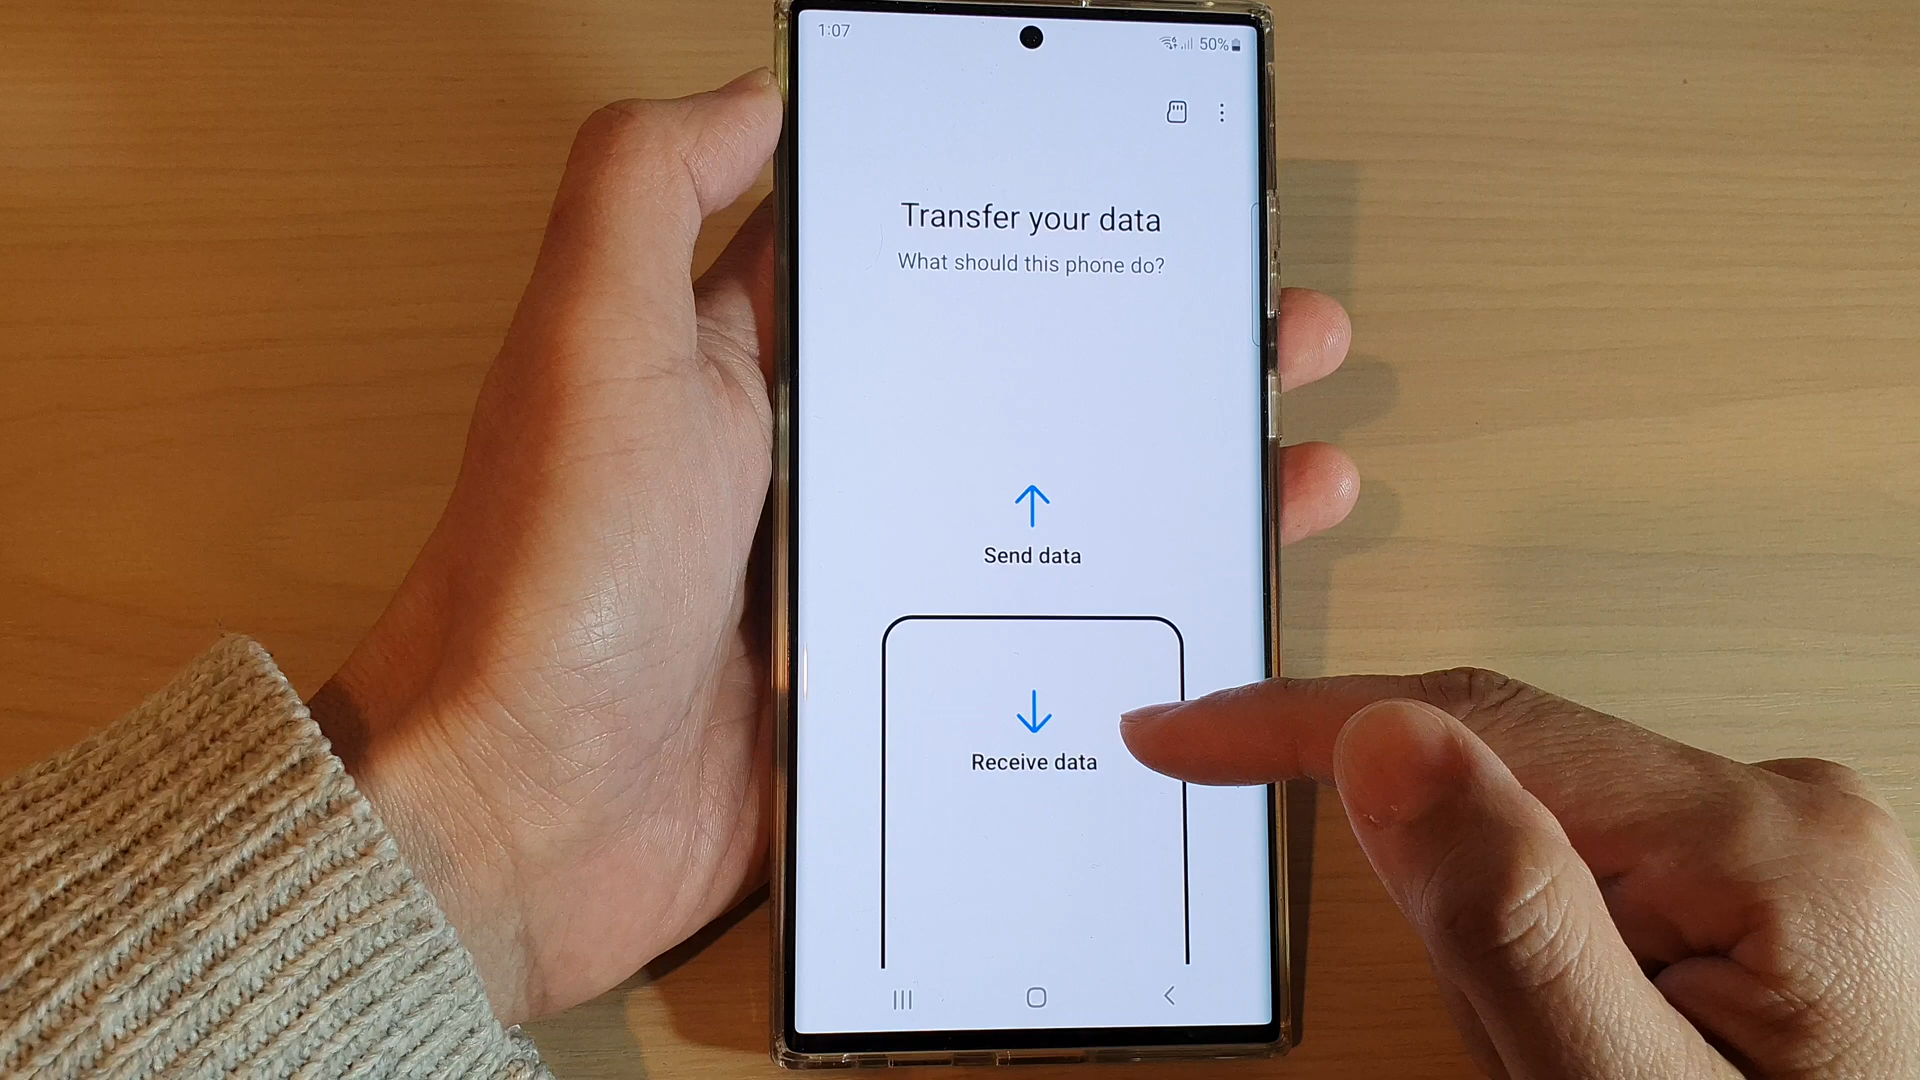 1:07
50%
Transfer your data
What should this phone do?
Send data
Receive data